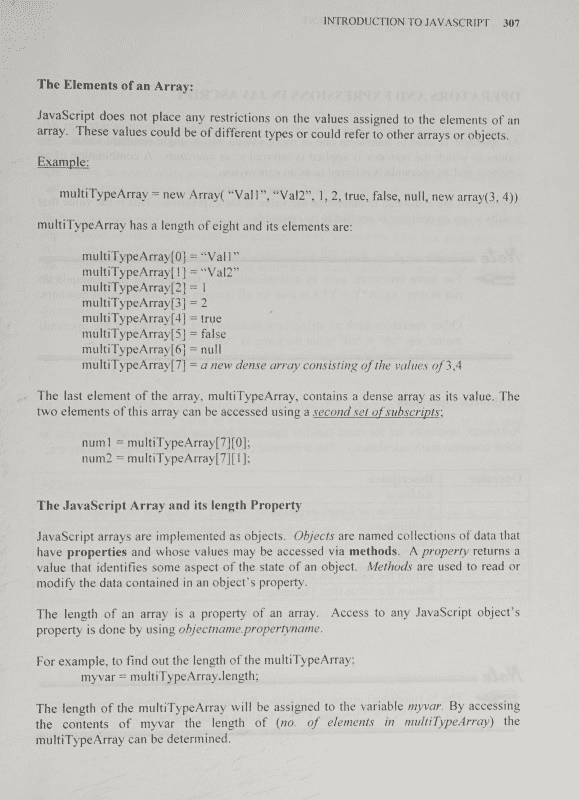 INTRODUCTION TO JAVASCRIPT 307
The Elements of an Array:
JavaScript does not place any restrictions on the values assigned to the elements of an
array. These values could be of different types or could refer to other arrays or objects.
Example:
multiTypeArray = new Array( “Val1”, “Val2”, 1, 2, true, false, null, new array(3, 4))
multiTypeArray has a length of eight and its elements are:
multiTypeArray[0] = “Val1”
multiTypeArray[1] = “Val2”
multiTypeArray[2] = 1
multiTypeArray[3] = 2
multiTypeArray[4] = true
multiTypeArray[5] = false
multiTypeArray[6] = null
multiTypeArray[7] = a new dense array consisting of the values of 3,4
The last element of the array, multiTypeArray, contains a dense array as its value. The
two elements of this array can be accessed using a second set of subscripts;
num1 = multiTypeArray[7][0];
num2 = multiTypeArray[7][1];
The JavaScript Array and its length Property
JavaScript arrays are implemented as objects. Objects are named collections of data that
have properties and whose values may be accessed via methods. A property returns a
value that identifies some aspect of the state of an object. Methods are used to read or
modify the data contained in an object's property.
The length of an array is a property of an array. Access to any JavaScript object's
property is done by using objectname.propertyname.
For example, to find out the length of the multiTypeArray;
myvar = multiTypeArray.length;
The length of the multiTypeArray will be assigned to the variable myvar. By accessing
the contents of myvar the length of (no. of elements in multiTypeArray) the
multiTypeArray can be determined.